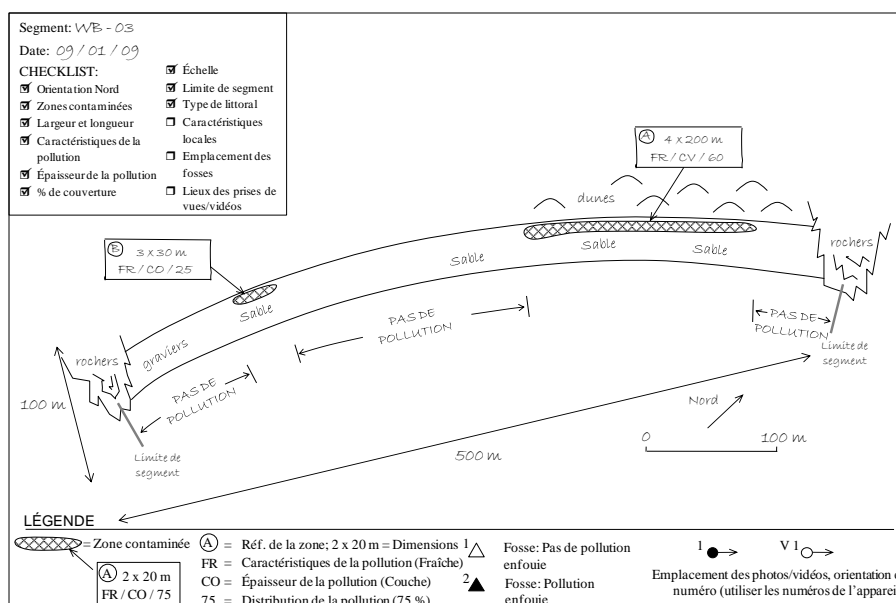 Segment: WB - 03
Date: 09 / 01 / 09
CHECKLIST:
Orientation Nord
Zones contaminées
Largeur et longueur
Caractéristiques de la
pollution
Épaisseur de la pollution
% de couverture
Échelle
Limite de segment
Type de littoral
Caractéristiques
locales
Emplacement des
fosses
Lieux des prises de
vues/vidéos
A 4 x 200 m
FR / CV / 60
dunes
B 3 x 30 m
FR / CO / 25
rochers
Sable
Sable
Sable
Sable
graviers
rochers
PAS DE
POLLUTION
PAS DE
POLLUTION
PAS DE
POLLUTION
Limite de
segment
Limite de
segment
100 m
500 m
Nord
0 100 m
LÉGENDE
= Zone contaminée
A 2 x 20 m
FR / CO / 75
A = Réf. de la zone; 2 x 20 m = Dimensions
FR = Caractéristiques de la pollution (Fraîche)
CO = Épaisseur de la pollution (Couche)
75 = Distribution de la pollution (75 %)
1 Fosse: Pas de pollution
enfouie
2 Fosse: Pollution
enfouie
1 V 1
Emplacement des photos/vidéos, orientation
numéro (utiliser les numéros de l'apparei